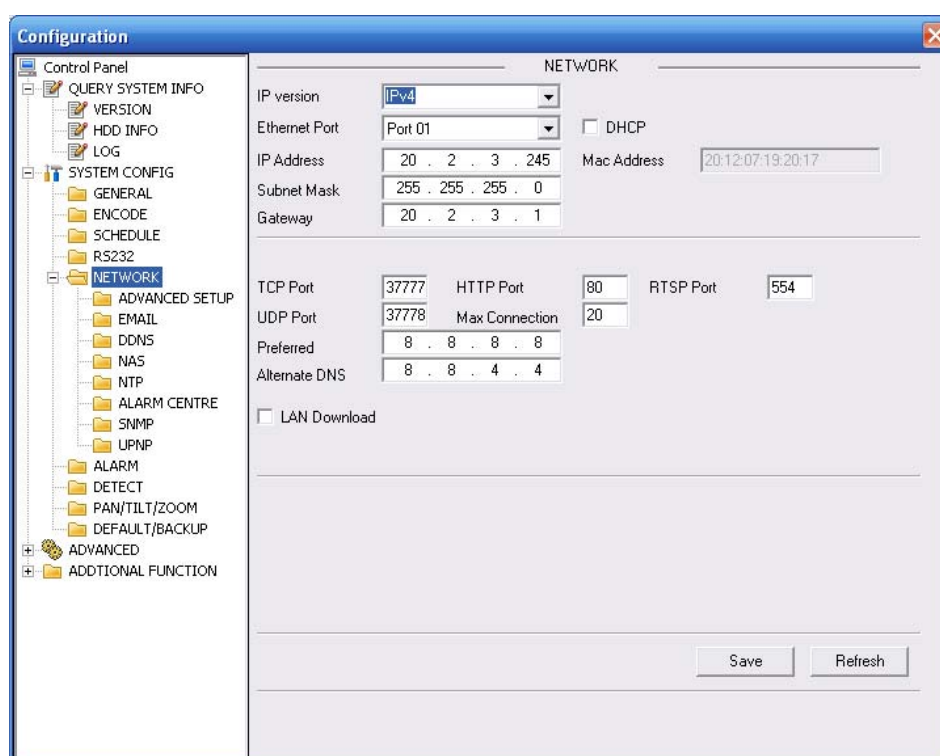 Configuration
Control Panel
QUERY SYSTEM INFO
VERSION
HDD INFO
LOG
SYSTEM CONFIG
GENERAL
ENCODE
SCHEDULE
RS232
NETWORK
ADVANCED SETUP
EMAIL
DDNS
NAS
NTP
ALARM CENTRE
SNMP
UPNP
ALARM
DETECT
PAN/TILT/ZOOM
DEFAULT/BACKUP
ADVANCED
ADDTIONAL FUNCTION
NETWORK
IP version IPv4
Ethernet Port Port 01 DHCP
IP Address 20 . 2 . 3 . 245 Mac Address 20:12:07:19:20:17
Subnet Mask 255 . 255 . 255 . 0
Gateway 20 . 2 . 3 . 1
TCP Port 37777 HTTP Port 80 RTSP Port 554
UDP Port 37778 Max Connection 20
Preferred 8 . 8 . 8 . 8
Alternate DNS 8 . 8 . 4 . 4
LAN Download
Save Refresh